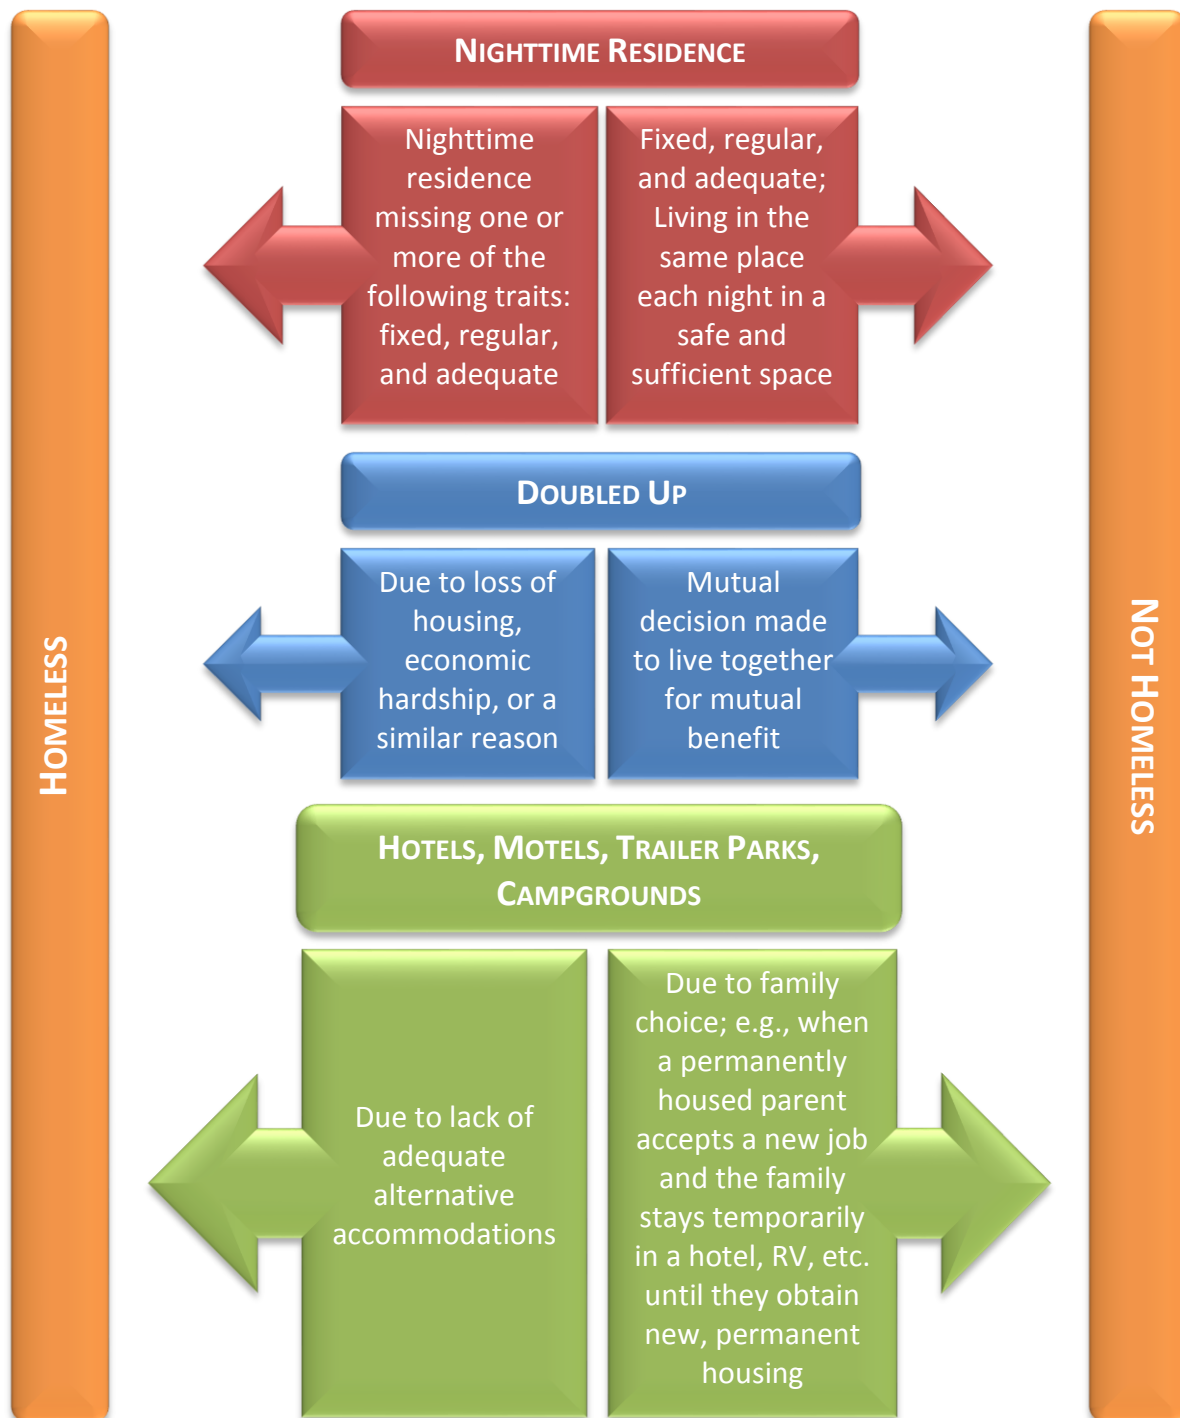 HOMELESS
NIGHTTIME RESIDENCE
Nighttime
residence
missing one or
more of the
following traits:
fixed, regular,
and adequate
Fixed, regular,
and adequate;
Living in the
same place
each night in a
safe and
sufficient space
DOUBLED UP
Due to loss of
housing,
economic
hardship, or a
similar reason
Mutual
decision made
to live together
for mutual
benefit
HOTELS, MOTELS, TRAILER PARKS,
CAMPGROUNDS
Due to lack of
adequate
alternative
accommodations
Due to family
choice; e.g., when
a permanently
housed parent
accepts a new job
and the family
stays temporarily
in a hotel, RV, etc.
until they obtain
new, permanent
housing
NOT HOMELESS